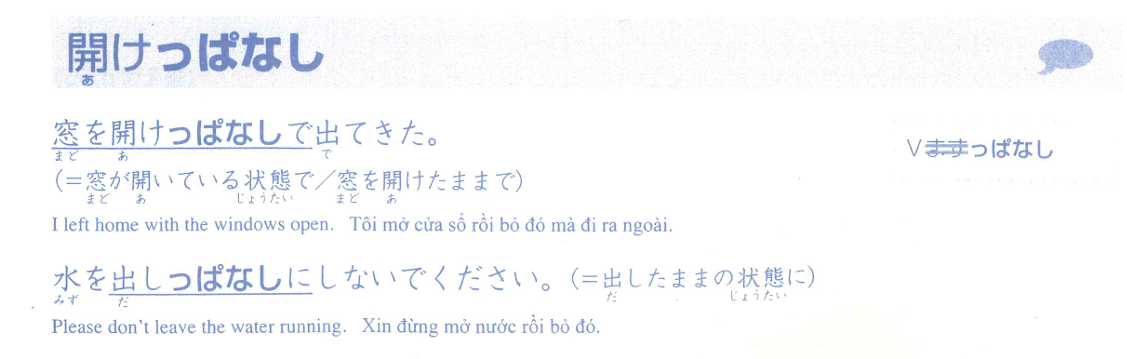 開けっぱなし
あ
窓を開けっぱなしで出てきた。
まど あ で
Vますっぱなし
(=窓が開いている状態で/窓を開けたままで)
まど あ じょうたい まど あ
I left home with the windows open. Tôi mở cửa sổ rồi bỏ đó mà đi ra ngoài.
水を出しっぱなしにしないでください。(=出したままの状態に)
みず だ だ じょうたい
Please don't leave the water running. Xin đừng mở nước rồi bỏ đó.